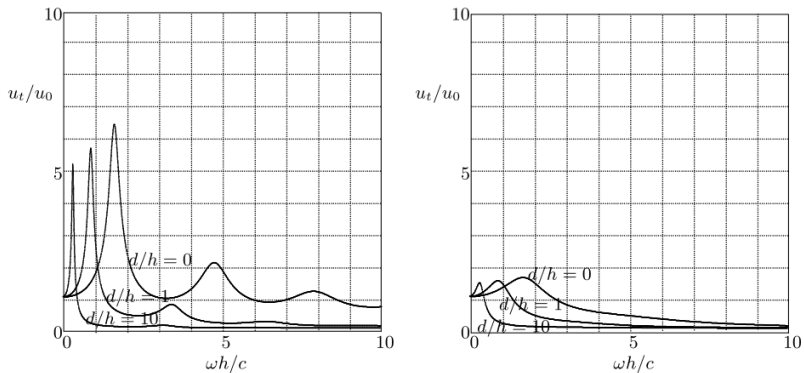 10
u_t/u_0
5
d/h = 0
d/h = 1
d/h = 10
0
0
5
10
ωh/c
10
u_t/u_0
5
d/h = 0
d/h = 1
d/h = 10
0
0
5
10
ωh/c